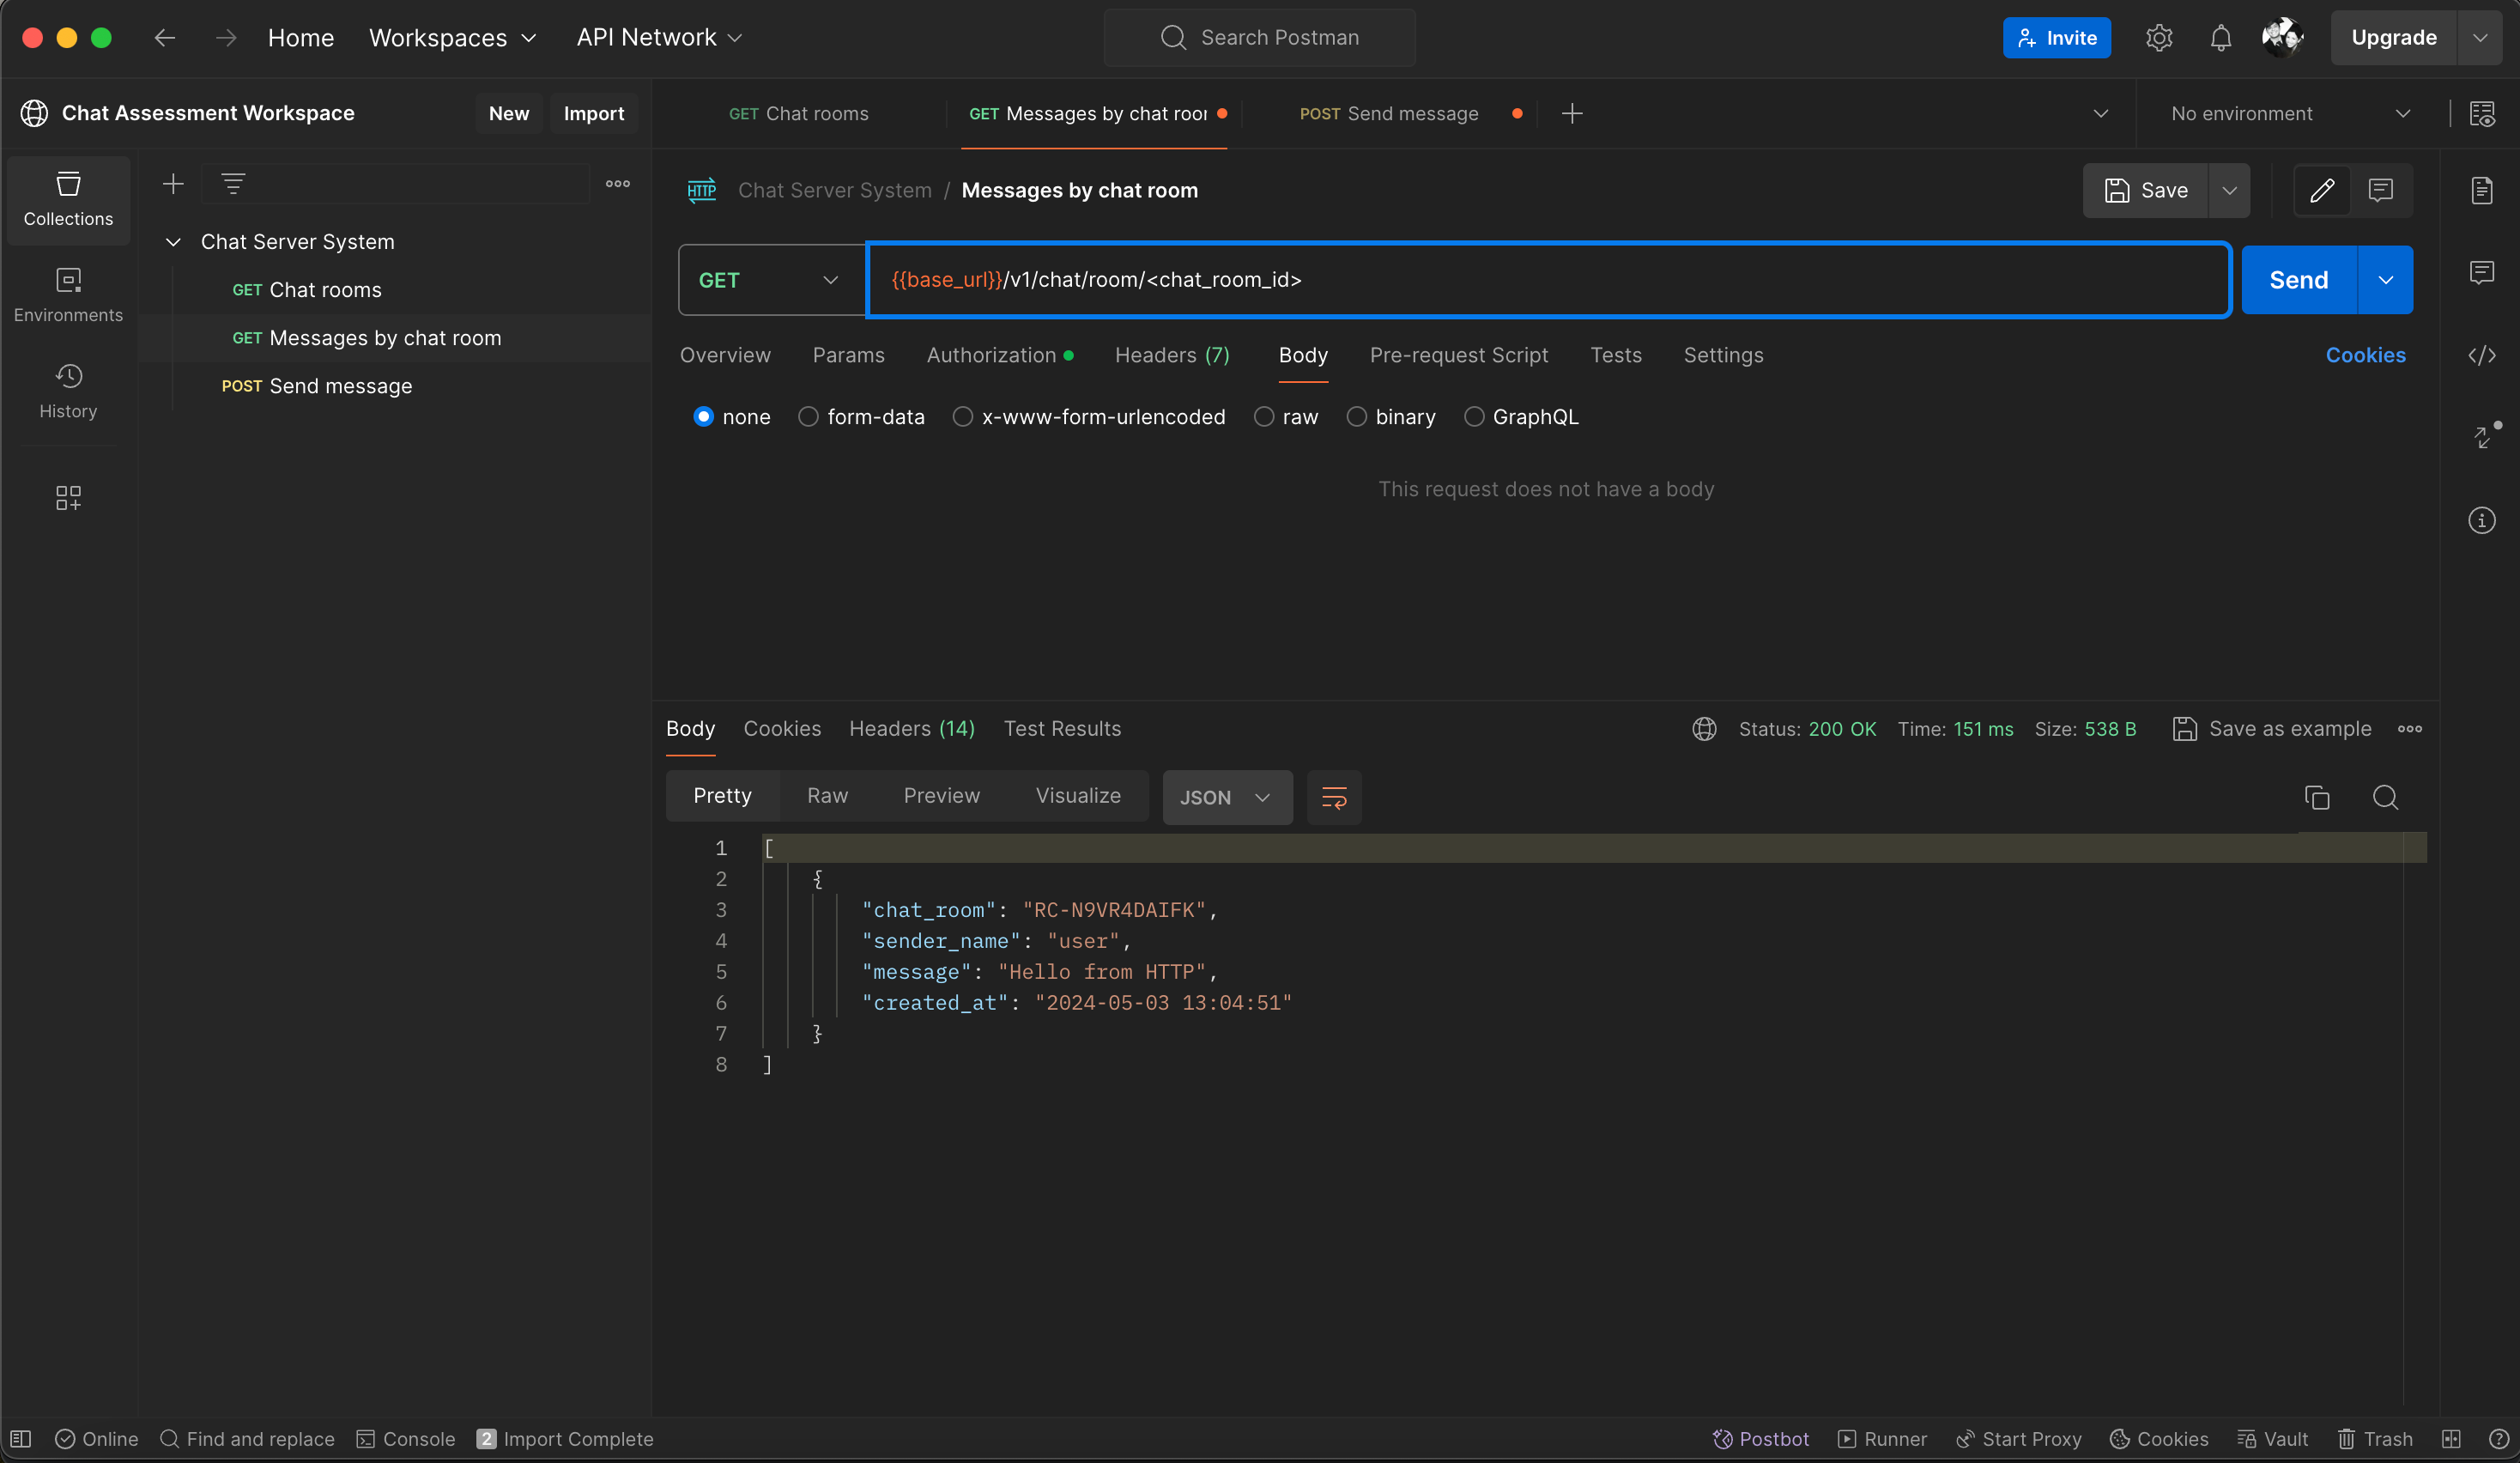 Home Workspaces API Network Search Postman Invite Upgrade
Chat Assessment Workspace New Import GET Chat rooms GET Messages by chat roor POST Send message No environment
Collections
Environments
History
Chat Server System
GET Chat rooms
GET Messages by chat room
POST Send message
HTTP Chat Server System / Messages by chat room Save
GET {{base_url}}/v1/chat/room/<chat_room_id> Send
Overview Params Authorization Headers (7) Body Pre-request Script Tests Settings Cookies
none form-data x-www-form-urlencoded raw binary GraphQL
This request does not have a body
Body Cookies Headers (14) Test Results Status: 200 OK Time: 151 ms Size: 538 B Save as example
Pretty Raw Preview Visualize JSON
1 [
2 {
3 "chat_room": "RC-N9VR4DAIFK",
4 "sender_name": "user",
5 "message": "Hello from HTTP",
6 "created_at": "2024-05-03 13:04:51"
7 }
8 ]
Online Find and replace Console 2 Import Complete Postbot Runner Start Proxy Cookies Vault Trash